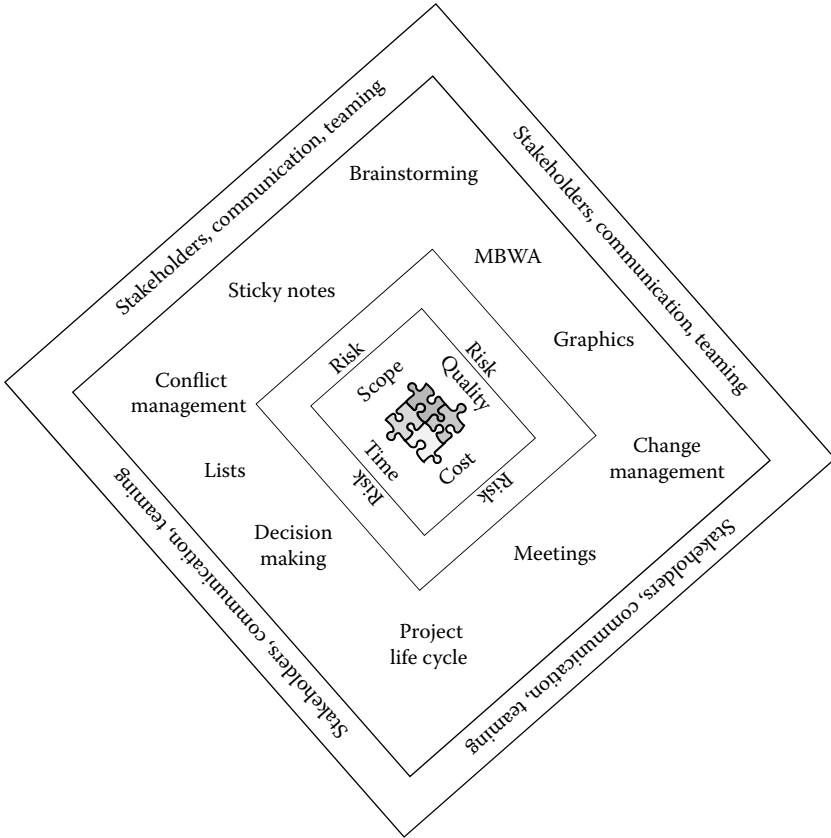 Stakeholders, communication, teaming
Stakeholders, communication, teaming
Brainstorming
MBWA
Sticky notes
Graphics
Risk
Risk
Scope
Quality
Conflict
management
Time
Cost
Risk
Risk
Change
management
Lists
Decision
making
Meetings
Project
life cycle
Stakeholders, communication, teaming
Stakeholders, communication, teaming